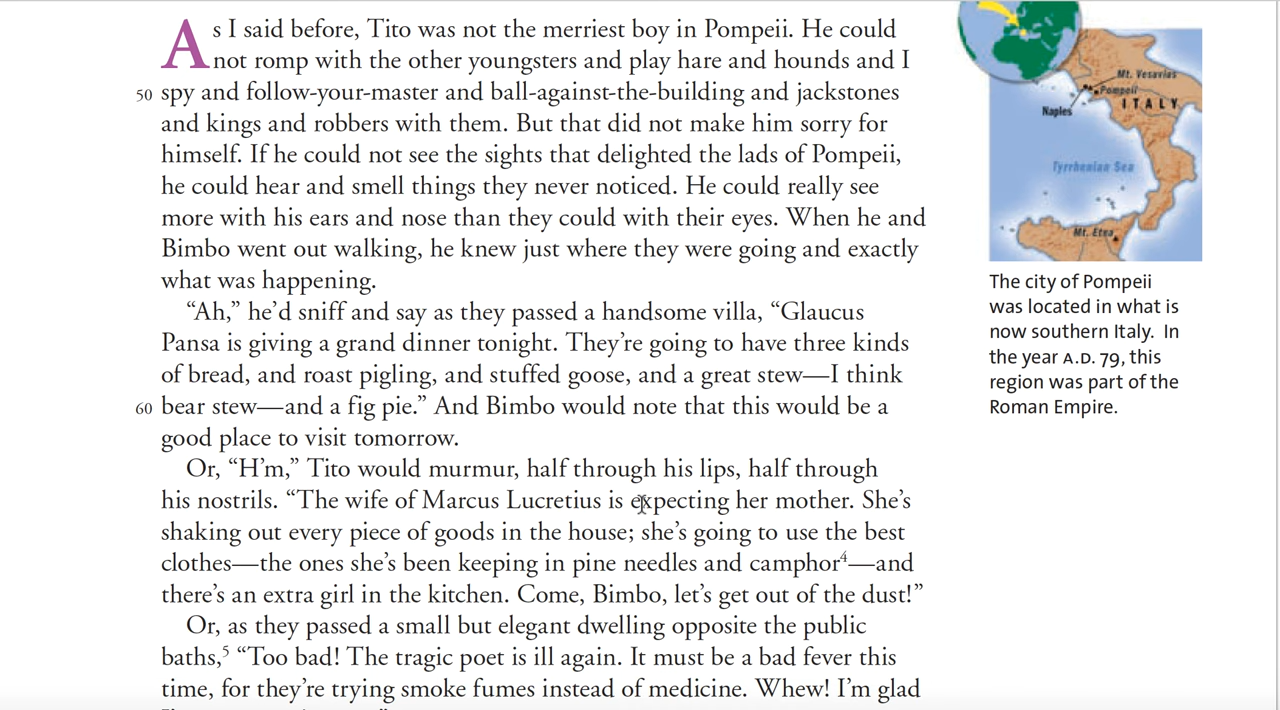 As I said before, Tito was not the merriest boy in Pompeii. He could
not romp with the other youngsters and play hare and hounds and I
50 spy and follow-your-master and ball-against-the-building and jackstones
and kings and robbers with them. But that did not make him sorry for
himself. If he could not see the sights that delighted the lads of Pompeii,
he could hear and smell things they never noticed. He could really see
more with his ears and nose than they could with their eyes. When he and
Bimbo went out walking, he knew just where they were going and exactly
what was happening.
“Ah,” he’d sniff and say as they passed a handsome villa, “Glaucus
Pansa is giving a grand dinner tonight. They’re going to have three kinds
of bread, and roast pigling, and stuffed goose, and a great stew—I think
60 bear stew—and a fig pie.” And Bimbo would note that this would be a
good place to visit tomorrow.
Or, “H’m,” Tito would murmur, half through his lips, half through
his nostrils. “The wife of Marcus Lucretius is expecting her mother. She’s
shaking out every piece of goods in the house; she’s going to use the best
clothes—the ones she’s been keeping in pine needles and camphor⁴—and
there’s an extra girl in the kitchen. Come, Bimbo, let’s get out of the dust!”
Or, as they passed a small but elegant dwelling opposite the public
baths,⁵ “Too bad! The tragic poet is ill again. It must be a bad fever this
time, for they’re trying smoke fumes instead of medicine. Whew! I’m glad
Mt. Vesuvius
Pompeii
ITALY
Naples
Tyrrhenian Sea
Mt. Etna
The city of Pompeii
was located in what is
now southern Italy. In
the year A.D. 79, this
region was part of the
Roman Empire.